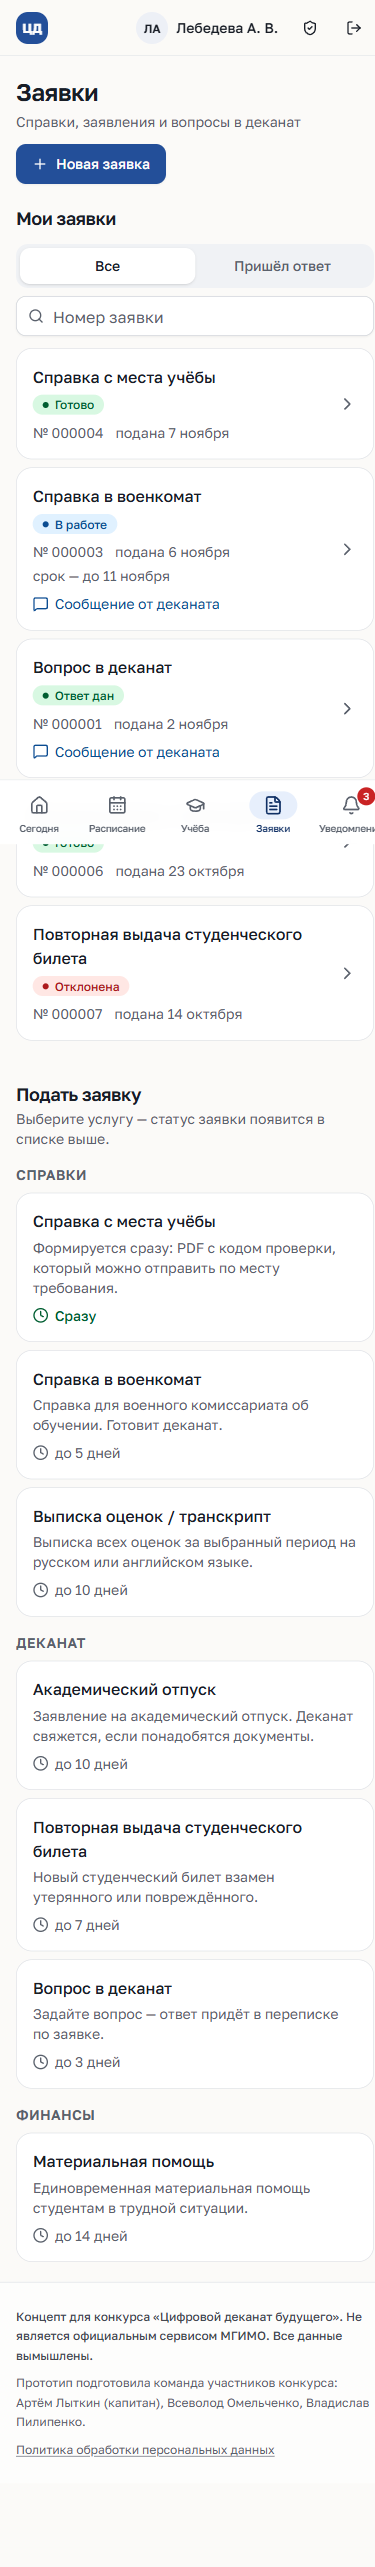 ЦД
ЛА Лебедева А. В.
Заявки
Справки, заявления и вопросы в деканат
+ Новая заявка
Мои заявки
Все
Пришёл ответ
Номер заявки
Справка с места учёбы
Готово
№ 000004 подана 7 ноября
Справка в военкомат
В работе
№ 000003 подана 6 ноября
срок — до 11 ноября
Сообщение от деканата
Вопрос в деканат
Ответ дан
№ 000001 подана 2 ноября
Сообщение от деканата
3
Сегодня
Расписание
Учёба
Заявки
№ 000006 подана 23 октября
Повторная выдача студенческого
билета
Отклонена
№ 000007 подана 14 октября
Подать заявку
Выберите услугу — статус заявки появится в
списке выше.
СПРАВКИ
Справка с места учёбы
Формируется сразу: PDF с кодом проверки,
который можно отправить по месту
требования.
Сразу
Справка в военкомат
Справка для военного комиссариата об
обучении. Готовит деканат.
до 5 дней
Выписка оценок / транскрипт
Выписка всех оценок за выбранный период на
русском или английском языке.
до 10 дней
ДЕКАНАТ
Академический отпуск
Заявление на академический отпуск. Деканат
свяжется, если понадобятся документы.
до 10 дней
Повторная выдача студенческого
билета
Новый студенческий билет взамен
утерянного или повреждённого.
до 7 дней
Вопрос в деканат
Задайте вопрос — ответ придёт в переписке
по заявке.
до 3 дней
ФИНАНСЫ
Материальная помощь
Единовременная материальная помощь
студентам в трудной ситуации.
до 14 дней
Концепт для конкурса «Цифровой деканат будущего». Не
является официальным сервисом МГИМО. Все данные
вымышлены.
Прототип подготовила команда участников конкурса:
Артём Лыткин (капитан), Всеволод Омельченко, Владислав
Пилипенко.
Политика обработки персональных данных